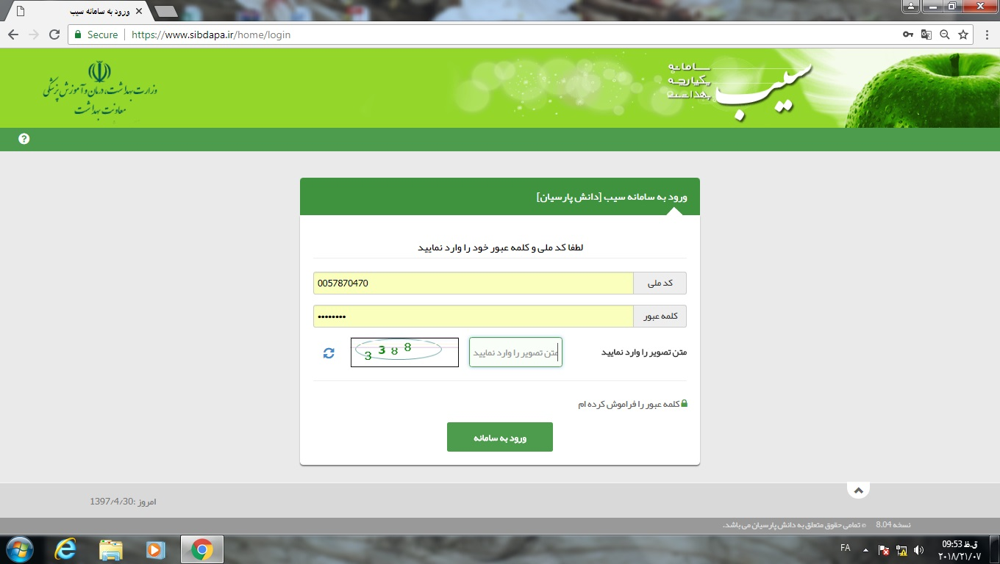 ورود به سامانه سیب
Secure
https://www.sibdapa.ir/home/login
وزارت بهداشت، درمان و آموزش پزشکی
معاونت بهداشت
سامانه
یکپارچه
بهداشت
سیب
?
ورود به سامانه سیب [دانش پارسیان]
لطفا کد ملی و کلمه عبور خود را وارد نمایید
کد ملی
0057870470
کلمه عبور
••••••••
متن تصویر را وارد نمایید
متن تصویر را وارد نمایید
3 3 8 8
کلمه عبور را فراموش کرده ام
ورود به سامانه
امروز :1397/4/30
نسخه 8.04 © تمامی حقوق متعلق به دانش پارسیان می باشد.
FA
09:53 ق.ظ
۲۰۱۸/۲۱/۰۷